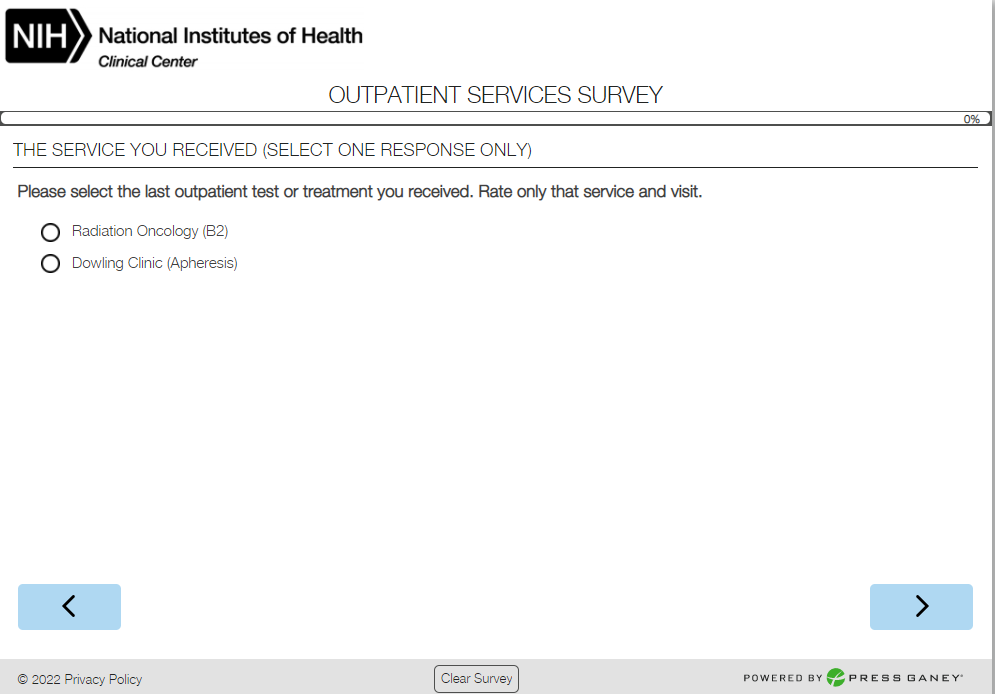 NIH National Institutes of Health
Clinical Center
OUTPATIENT SERVICES SURVEY
0%
THE SERVICE YOU RECEIVED (SELECT ONE RESPONSE ONLY)
Please select the last outpatient test or treatment you received. Rate only that service and visit.
Radiation Oncology (B2)
Dowling Clinic (Apheresis)
© 2022 Privacy Policy
Clear Survey
POWERED BY PRESS GANEY